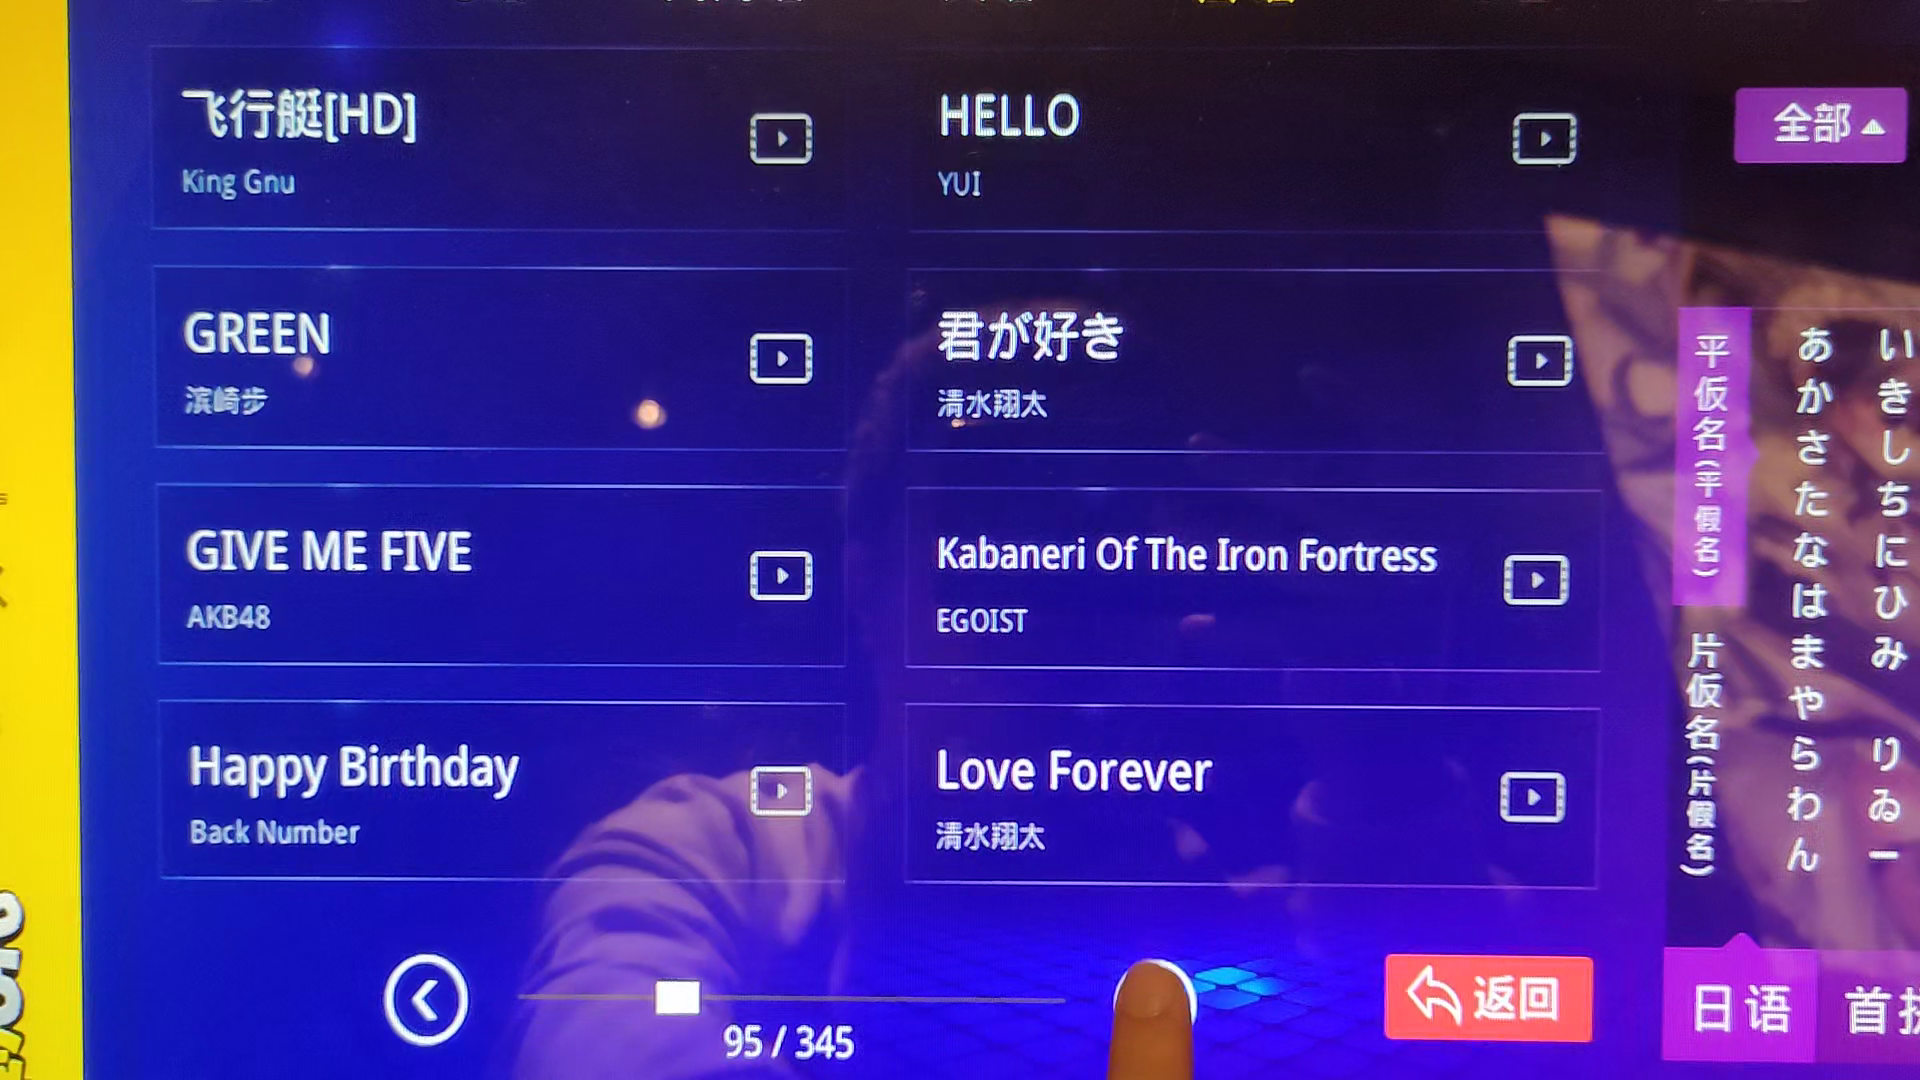 飞行艇[HD]
King Gnu
HELLO
YUI
全部
GREEN
滨崎步
君が好き
清水翔太
GIVE ME FIVE
AKB48
Kabaneri Of The Iron Fortress
EGOIST
Happy Birthday
Back Number
Love Forever
清水翔太
平仮名(平假名)
片仮名(片假名)
あかさたなはまやらわん
いきしちにひみ りゐー
95 / 345
返回
日语
首